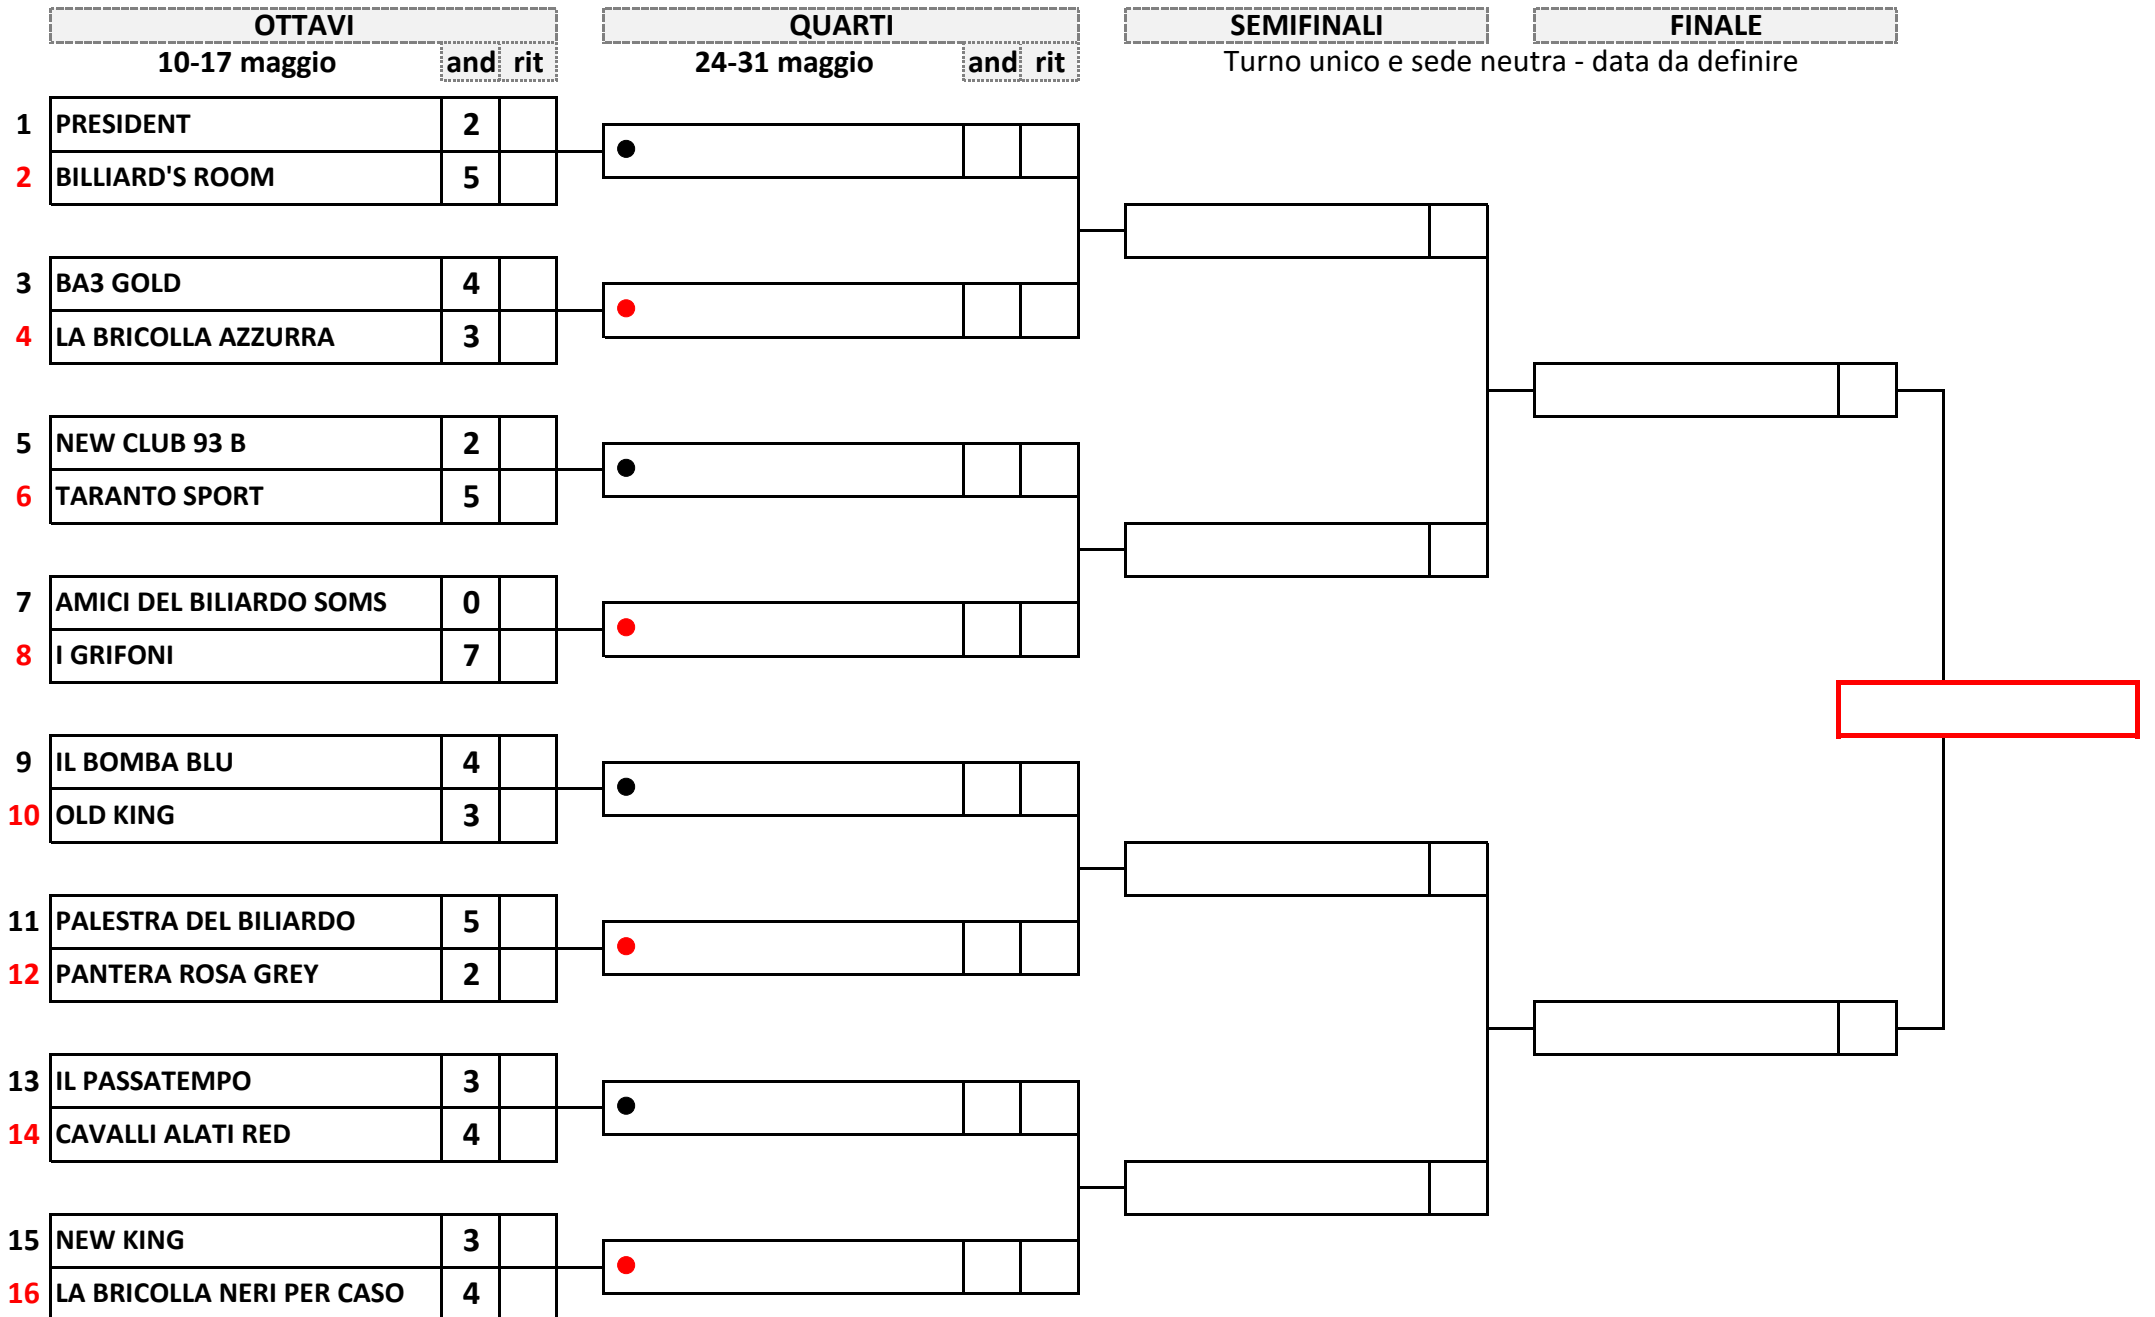 OTTAVI QUARTI SEMIFINALI FINALE
10-17 maggio and rit 24-31 maggio and rit Turno unico e sede neutra - data da definire
1 PRESIDENT 2
2 BILLIARD'S ROOM 5
3 BA3 GOLD 4
4 LA BRICOLLA AZZURRA 3
5 NEW CLUB 93 B 2
6 TARANTO SPORT 5
7 AMICI DEL BILIARDO SOMS 0
8 I GRIFONI 7
9 IL BOMBA BLU 4
10 OLD KING 3
11 PALESTRA DEL BILIARDO 5
12 PANTERA ROSA GREY 2
13 IL PASSATEMPO 3
14 CAVALLI ALATI RED 4
15 NEW KING 3
16 LA BRICOLLA NERI PER CASO 4